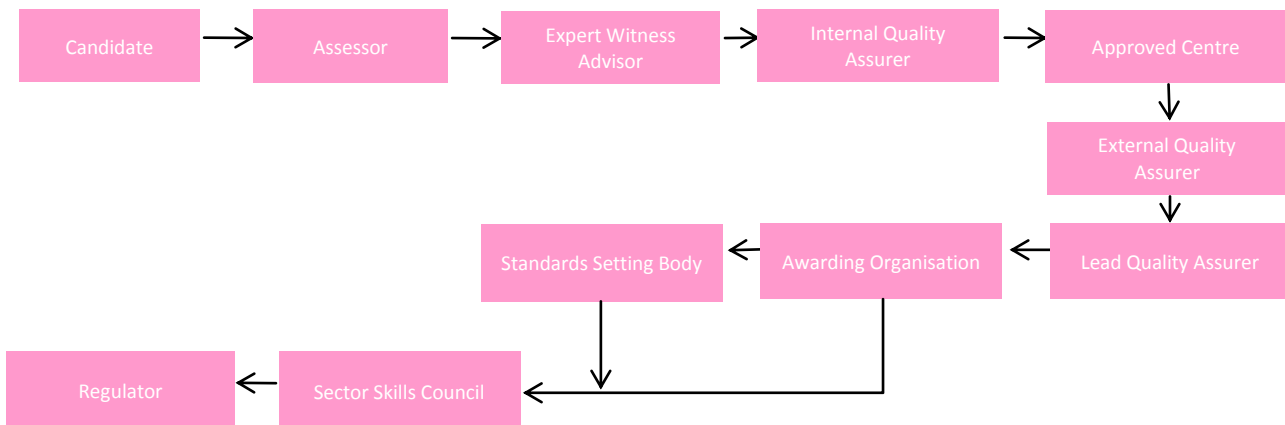 Candidate
Assessor
Expert Witness
Advisor
Internal Quality
Assurer
Approved Centre
External Quality
Assurer
Standards Setting Body
Awarding Organisation
Lead Quality Assurer
Regulator
Sector Skills Council